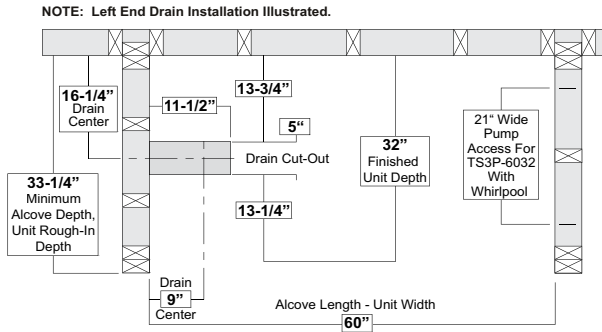 NOTE: Left End Drain Installation Illustrated.
16-1/4”
Drain
Center
11-1/2”
13-3/4”
5“
Drain Cut-Out
32”
Finished
Unit Depth
21“ Wide
Pump
Access For
TS3P-6032
With
Whirlpool
33-1/4”
Minimum
Alcove Depth,
Unit Rough-In
Depth
13-1/4”
Drain
9”
Center
Alcove Length - Unit Width
60”